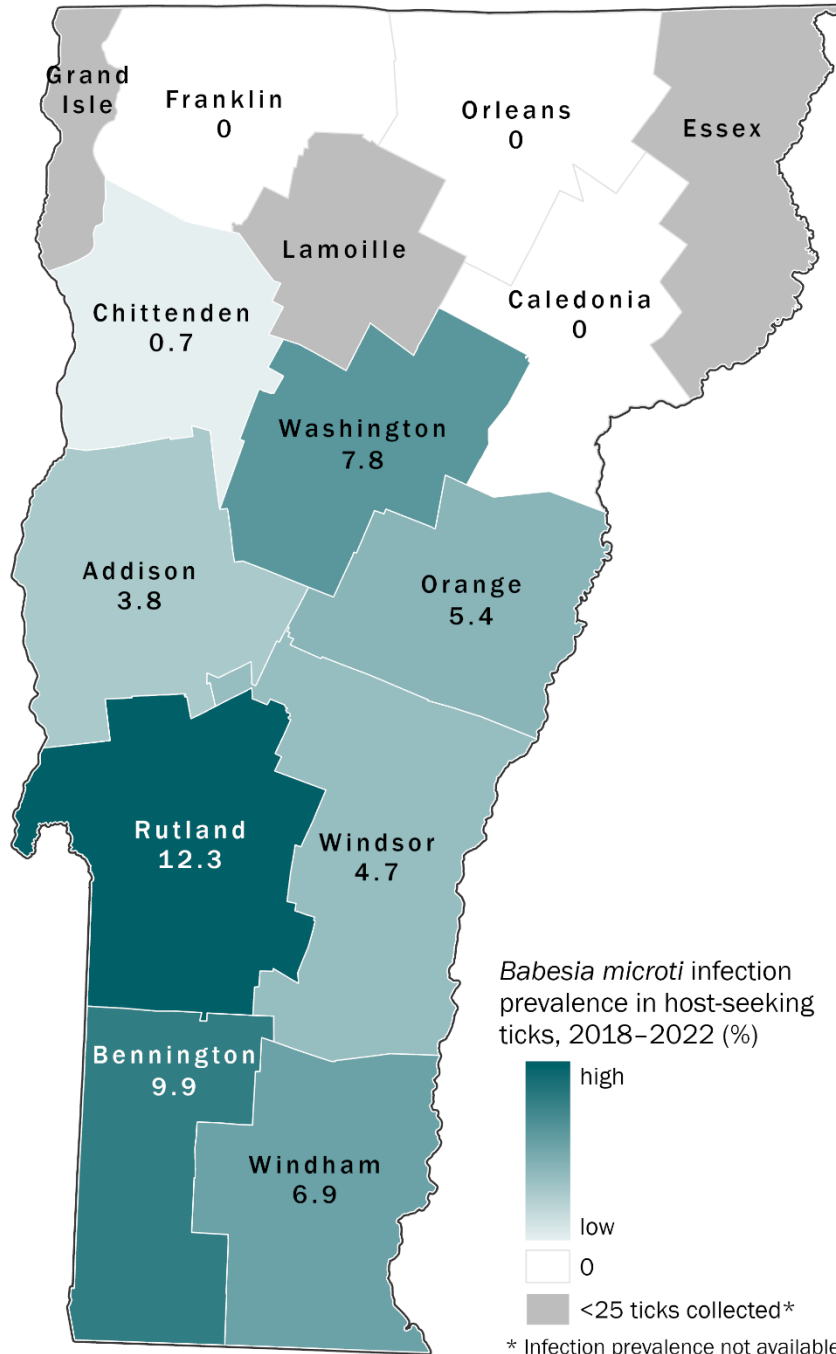 Grand
Isle
Franklin
0
Orleans
0
Essex
Lamoille
Chittenden
0.7
Caledonia
0
Washington
7.8
Addison
3.8
Orange
5.4
Rutland
12.3
Windsor
4.7
Bennington
9.9
Windham
6.9
Babesia microti infection
prevalence in host-seeking
ticks, 2018–2022 (%)
high
low
0
<25 ticks collected*
* Infection prevalence not available